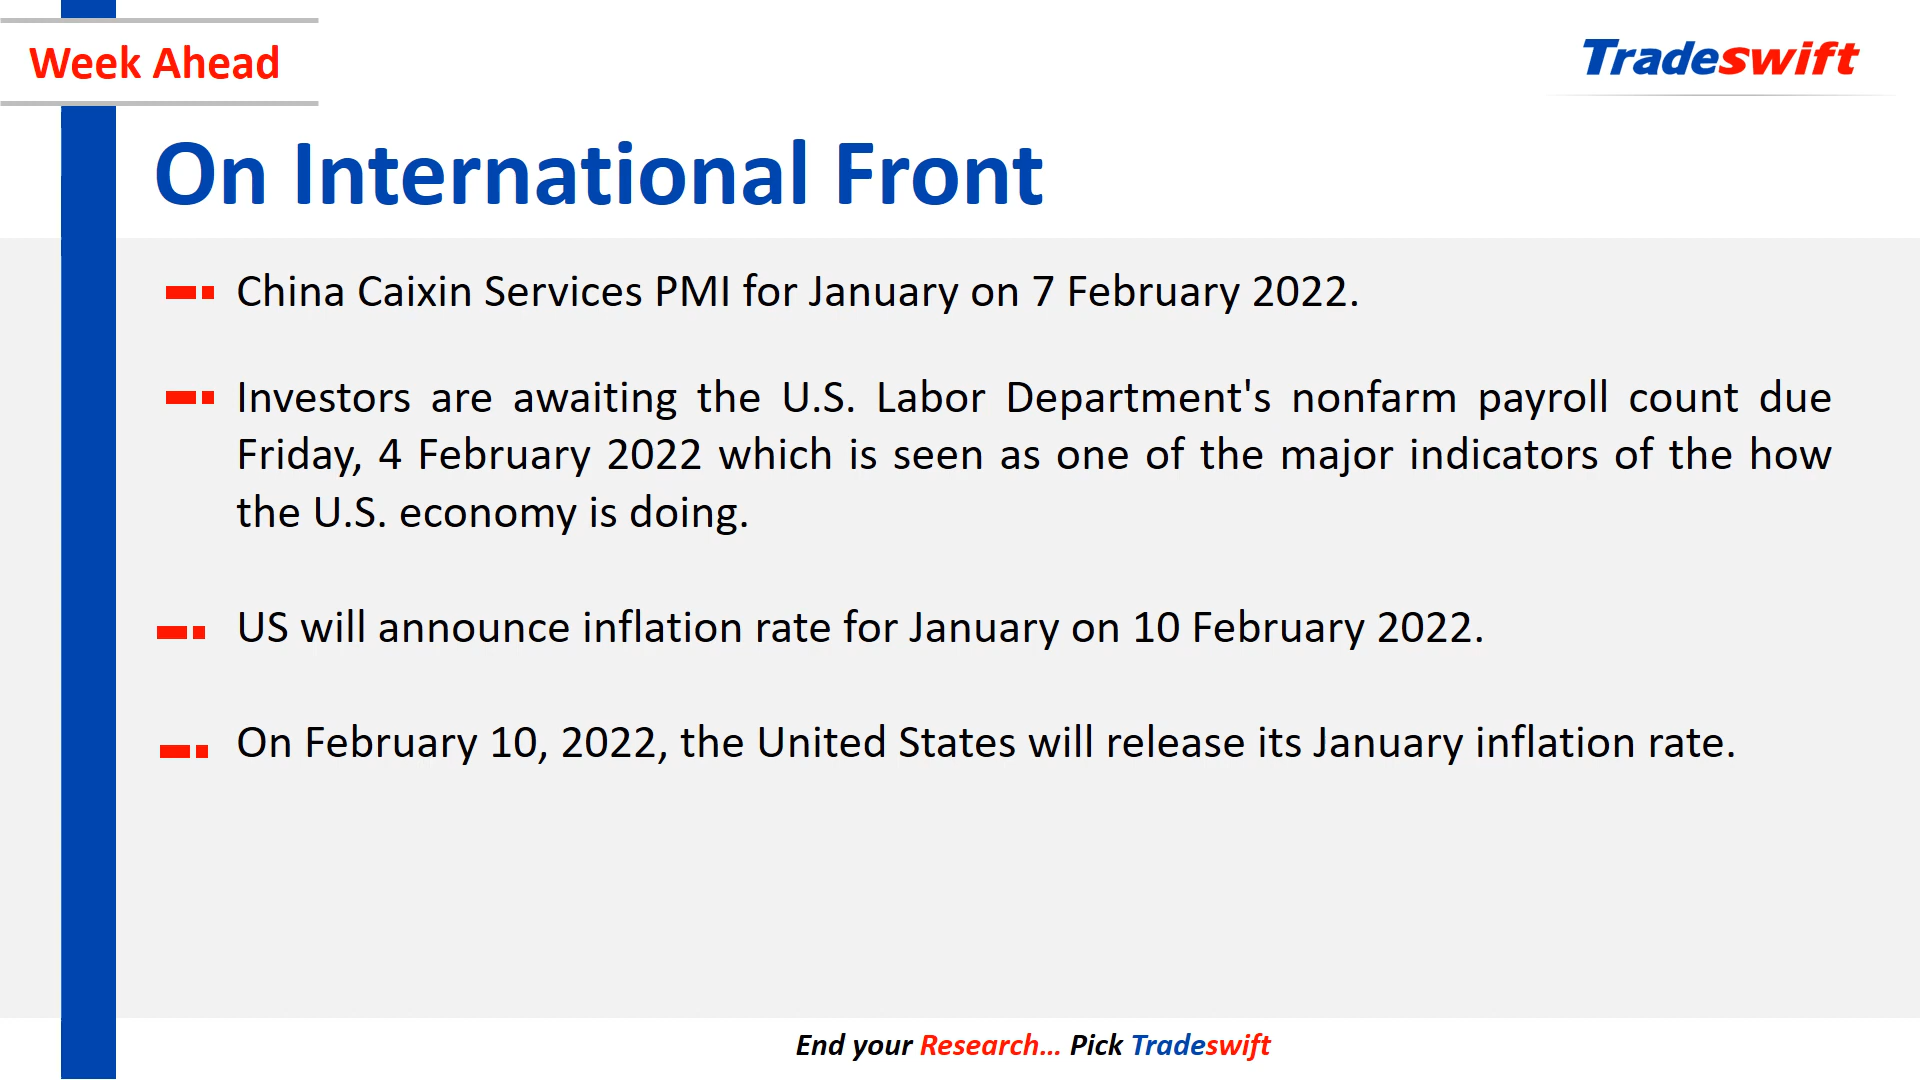 Week Ahead
Tradeswift
On International Front
China Caixin Services PMI for January on 7 February 2022.
Investors are awaiting the U.S. Labor Department's nonfarm payroll count due
Friday, 4 February 2022 which is seen as one of the major indicators of the how
the U.S. economy is doing.
US will announce inflation rate for January on 10 February 2022.
On February 10, 2022, the United States will release its January inflation rate.
End your Research... Pick Tradeswift